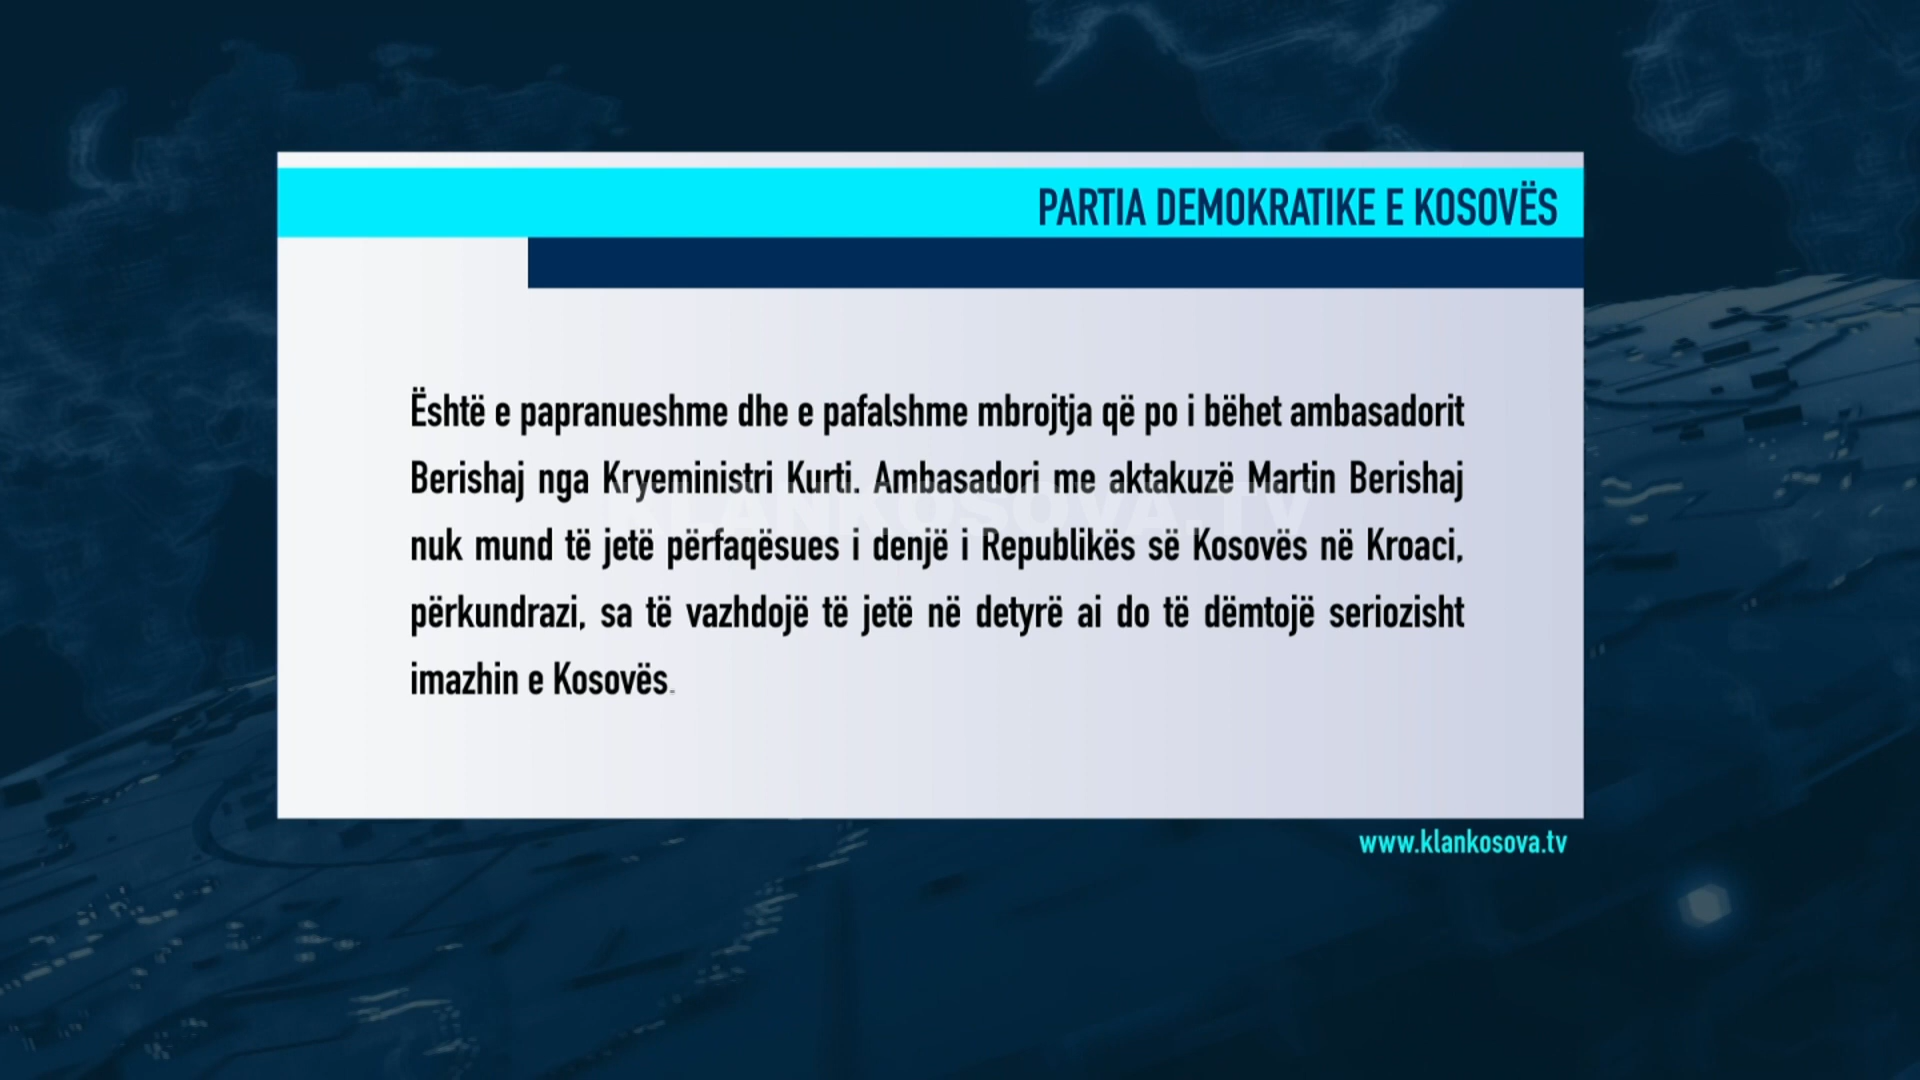 PARTIA DEMOKRATIKE E KOSOVËS
Është e papranueshme dhe e pafalshme mbrojtja që po i bëhet ambasadorit
Berishaj nga Kryeministri Kurti. Ambasadori me aktakuzë Martin Berishaj
KLANKOSOVA.TV
nuk mund të jetë përfaqësues i denjë i Republikës së Kosovës në Kroaci,
përkundrazi, sa të vazhdojë të jetë në detyrë ai do të dëmtojë seriozisht
imazhin e Kosovës.
www.klankosova.tv